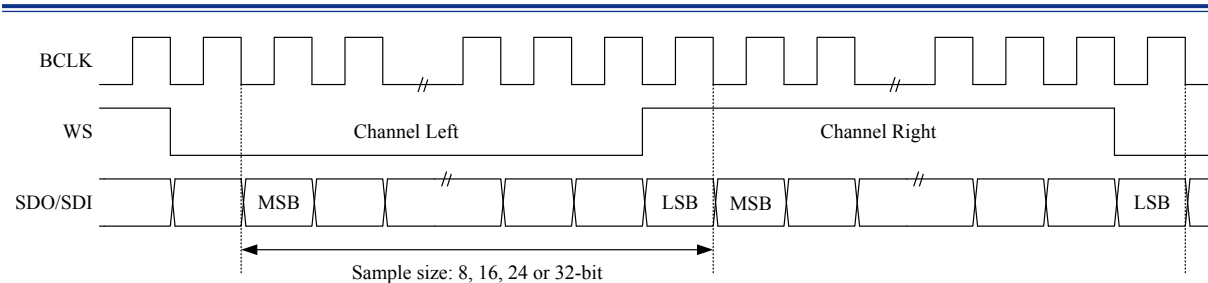 BCLK
WS
Channel Left
Channel Right
SDO/SDI
MSB
LSB
MSB
LSB
Sample size: 8, 16, 24 or 32-bit